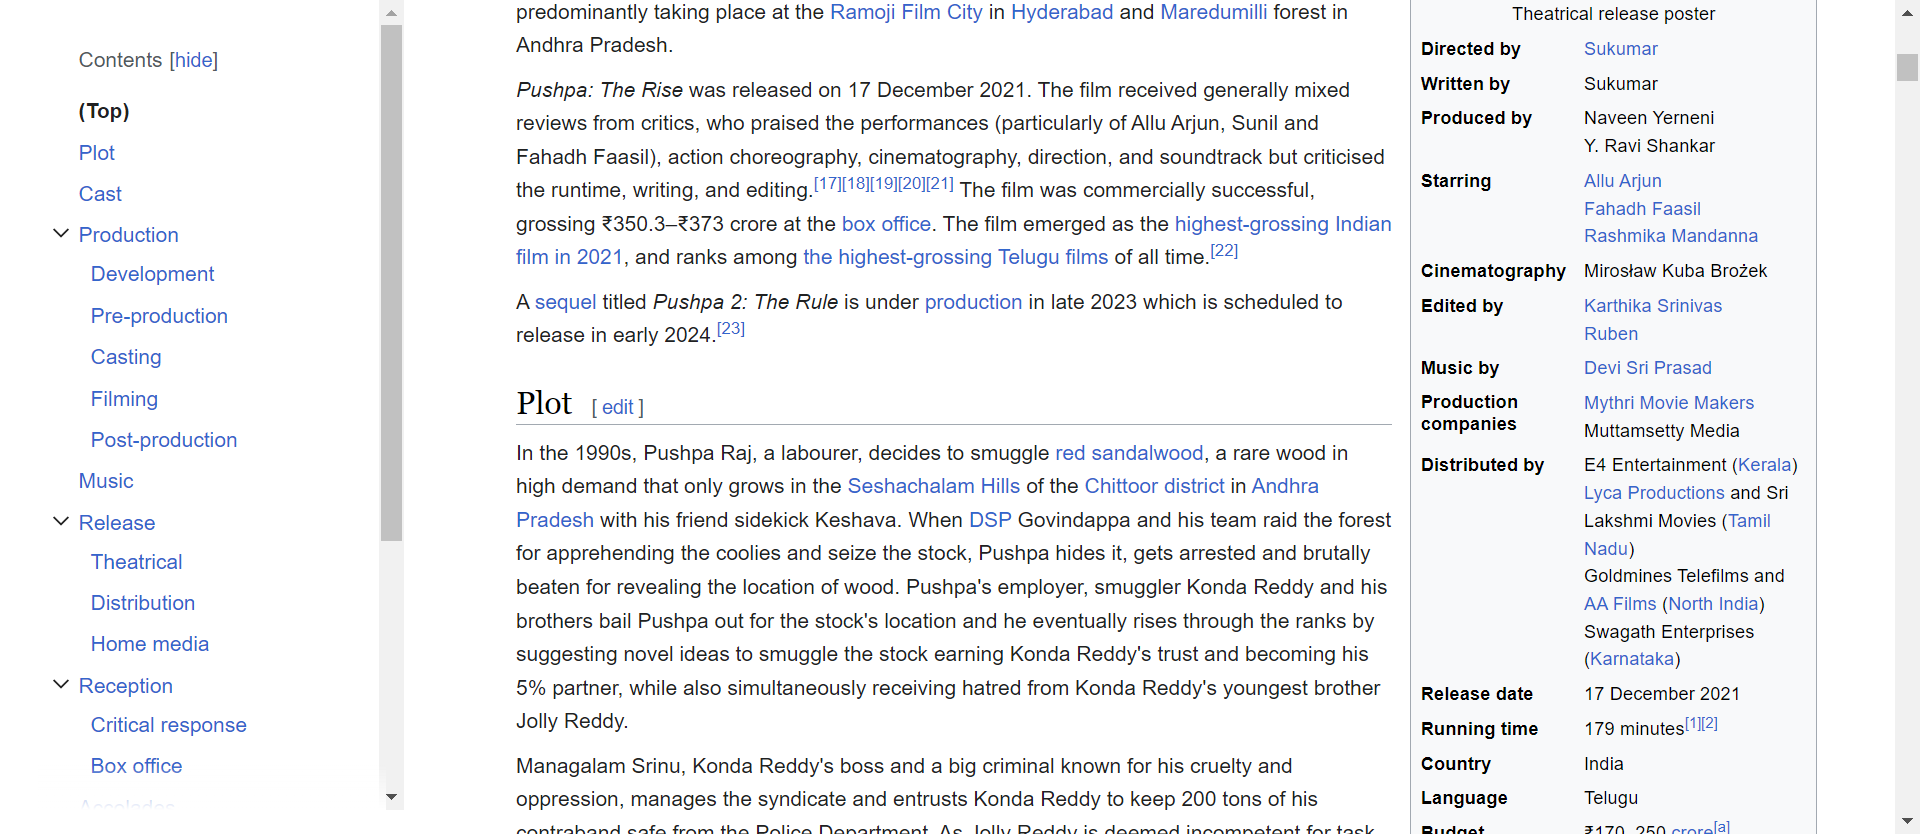 Contents [hide]
(Top)
Plot
Cast
Production
Development
Pre-production
Casting
Filming
Post-production
Music
Release
Theatrical
Distribution
Home media
Reception
Critical response
Box office
Accolades
predominantly taking place at the Ramoji Film City in Hyderabad and Maredumilli forest in
Andhra Pradesh.
Pushpa: The Rise was released on 17 December 2021. The film received generally mixed
reviews from critics, who praised the performances (particularly of Allu Arjun, Sunil and
Fahadh Faasil), action choreography, cinematography, direction, and soundtrack but criticised
the runtime, writing, and editing.[17][18][19][20][21] The film was commercially successful,
grossing ₹350.3–₹373 crore at the box office. The film emerged as the highest-grossing Indian
film in 2021, and ranks among the highest-grossing Telugu films of all time.[22]
A sequel titled Pushpa 2: The Rule is under production in late 2023 which is scheduled to
release in early 2024.[23]
Plot [ edit ]
In the 1990s, Pushpa Raj, a labourer, decides to smuggle red sandalwood, a rare wood in
high demand that only grows in the Seshachalam Hills of the Chittoor district in Andhra
Pradesh with his friend sidekick Keshava. When DSP Govindappa and his team raid the forest
for apprehending the coolies and seize the stock, Pushpa hides it, gets arrested and brutally
beaten for revealing the location of wood. Pushpa's employer, smuggler Konda Reddy and his
brothers bail Pushpa out for the stock's location and he eventually rises through the ranks by
suggesting novel ideas to smuggle the stock earning Konda Reddy's trust and becoming his
5% partner, while also simultaneously receiving hatred from Konda Reddy's youngest brother
Jolly Reddy.
Managalam Srinu, Konda Reddy's boss and a big criminal known for his cruelty and
oppression, manages the syndicate and entrusts Konda Reddy to keep 200 tons of his
contraband safe from the Police Department. As Jolly Reddy is deemed incompetent for task,
Theatrical release poster
Directed by Sukumar
Written by Sukumar
Produced by Naveen Yerneni
Y. Ravi Shankar
Starring Allu Arjun
Fahadh Faasil
Rashmika Mandanna
Cinematography Mirosław Kuba Brożek
Edited by Karthika Srinivas
Ruben
Music by Devi Sri Prasad
Production Mythri Movie Makers
companies Muttamsetty Media
Distributed by E4 Entertainment (Kerala)
Lyca Productions and Sri
Lakshmi Movies (Tamil
Nadu)
Goldmines Telefilms and
AA Films (North India)
Swagath Enterprises
(Karnataka)
Release date 17 December 2021
Running time 179 minutes[1][2]
Country India
Language Telugu
Budget ₹170–250 crore[a]